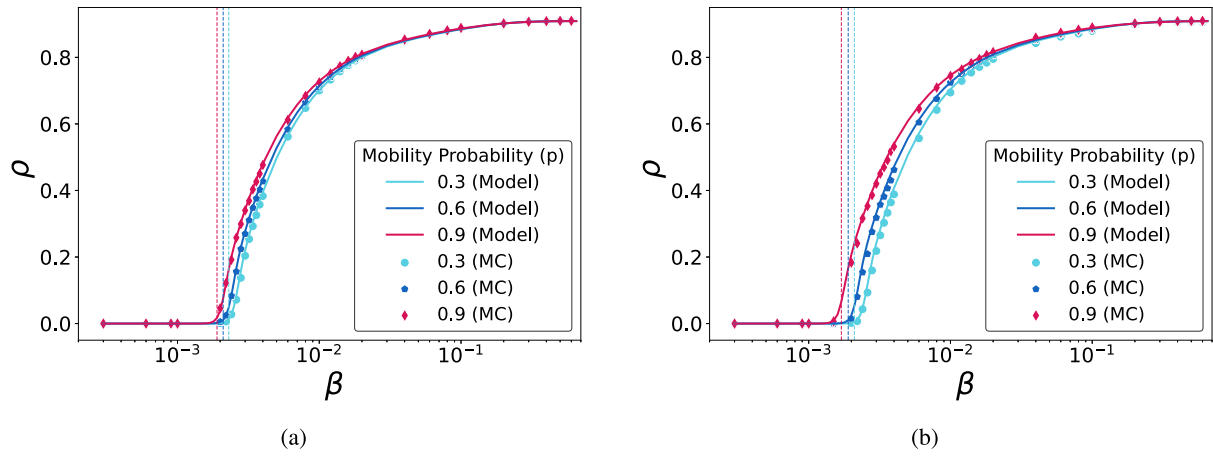 0.8
0.6
0.4
0.2
0.0
ρ
10⁻³
10⁻²
10⁻¹
β
Mobility Probability (p)
0.3 (Model)
0.6 (Model)
0.9 (Model)
0.3 (MC)
0.6 (MC)
0.9 (MC)
(a)
0.8
0.6
0.4
0.2
0.0
ρ
10⁻³
10⁻²
10⁻¹
β
Mobility Probability (p)
0.3 (Model)
0.6 (Model)
0.9 (Model)
0.3 (MC)
0.6 (MC)
0.9 (MC)
(b)